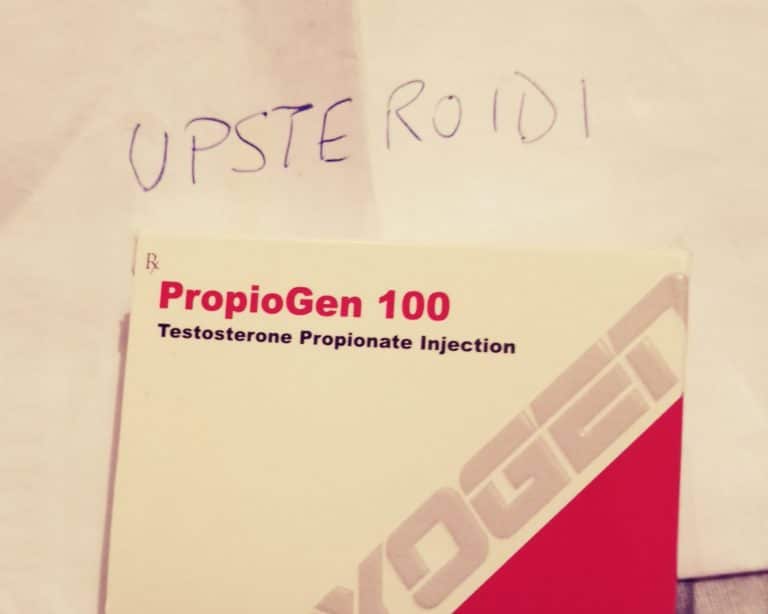 UPSTEROIDI
℞
PropioGen 100
Testosterone Propionate Injection